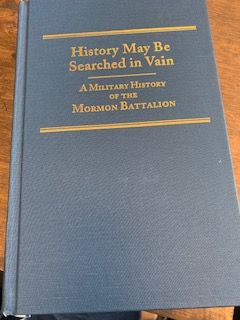 History May Be
Searched in Vain
A Military History
of the
Mormon Battalion